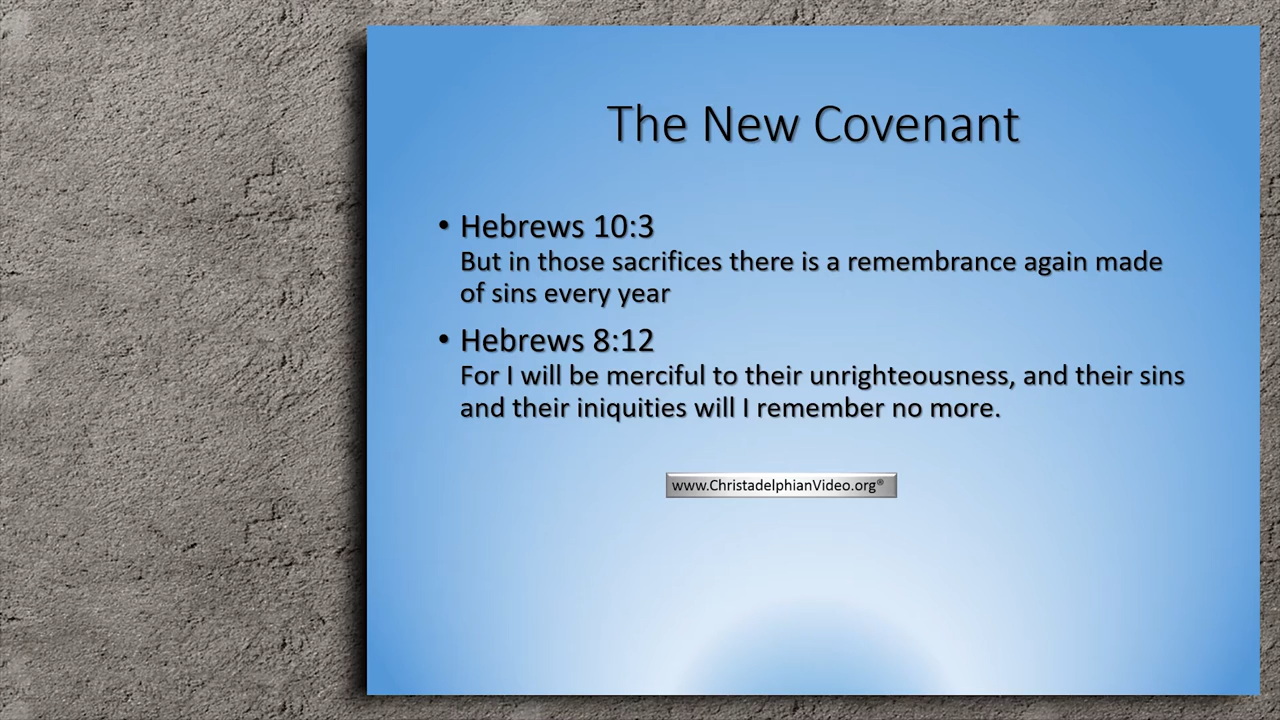 The New Covenant
• Hebrews 10:3
But in those sacrifices there is a remembrance again made
of sins every year
• Hebrews 8:12
For I will be merciful to their unrighteousness, and their sins
and their iniquities will I remember no more.
www.ChristadelphianVideo.org®